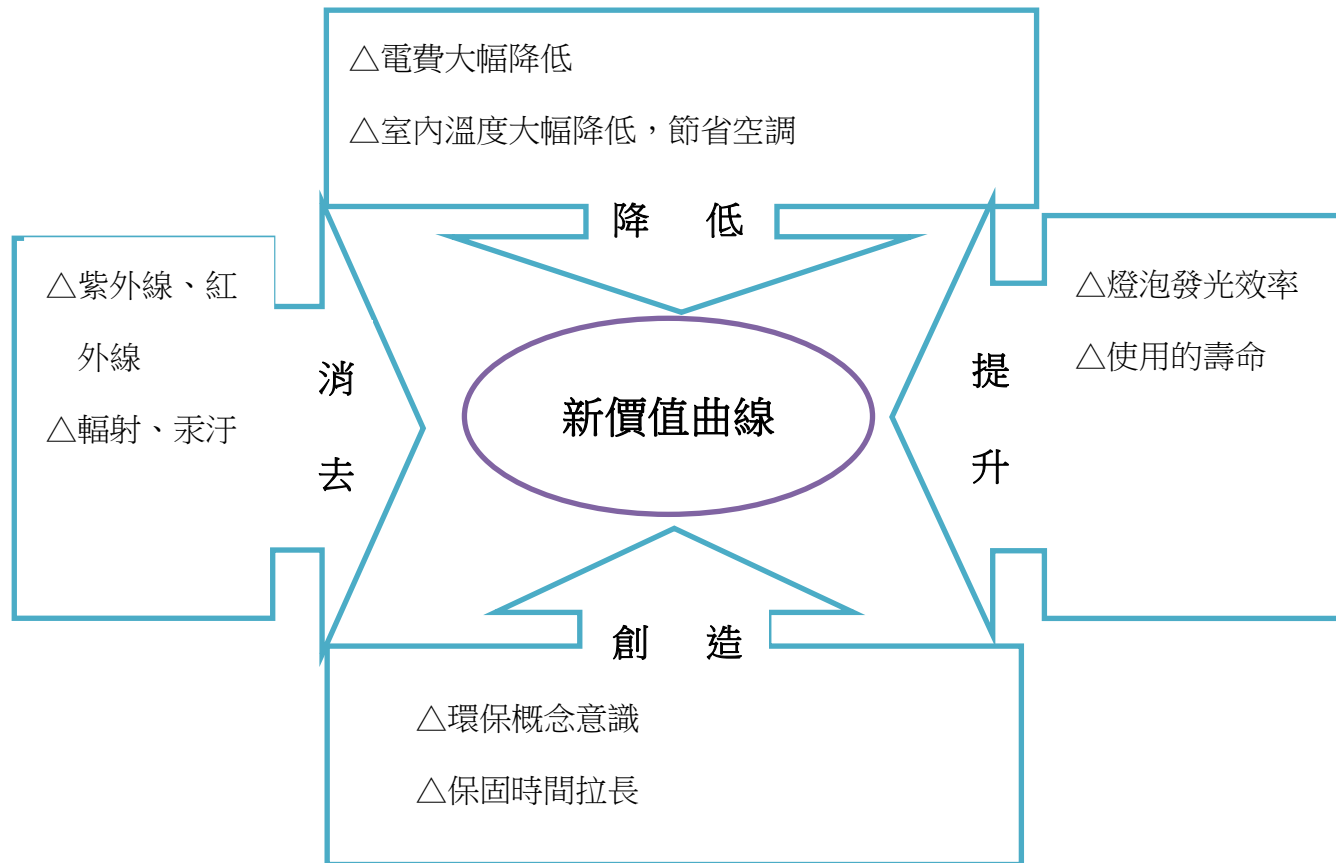 △電費大幅降低
△室內溫度大幅降低，節省空調
降 低
△紫外線、紅
外線
△輻射、汞汙
消
去
新價值曲線
提
升
△燈泡發光效率
△使用的壽命
創 造
△環保概念意識
△保固時間拉長